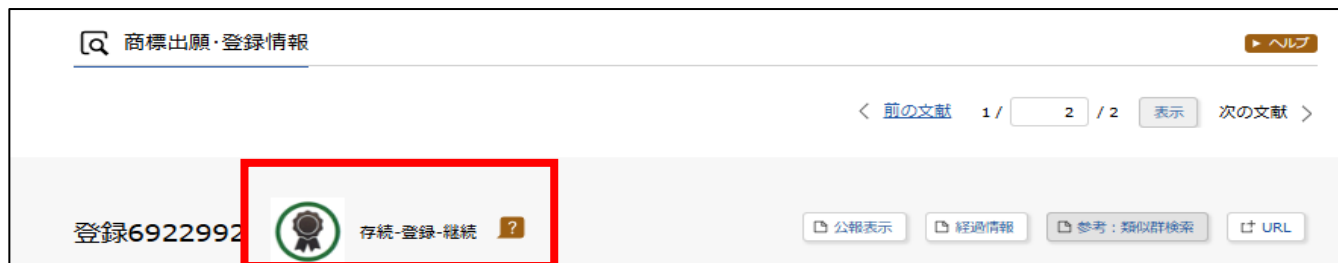 商標出願・登録情報
▶ ヘルプ
< 前の文献 1 / 2 / 2 表示 次の文献 >
登録6922992 存続-登録-継続 ? 公報表示 経過情報 参考：類似群検索 URL